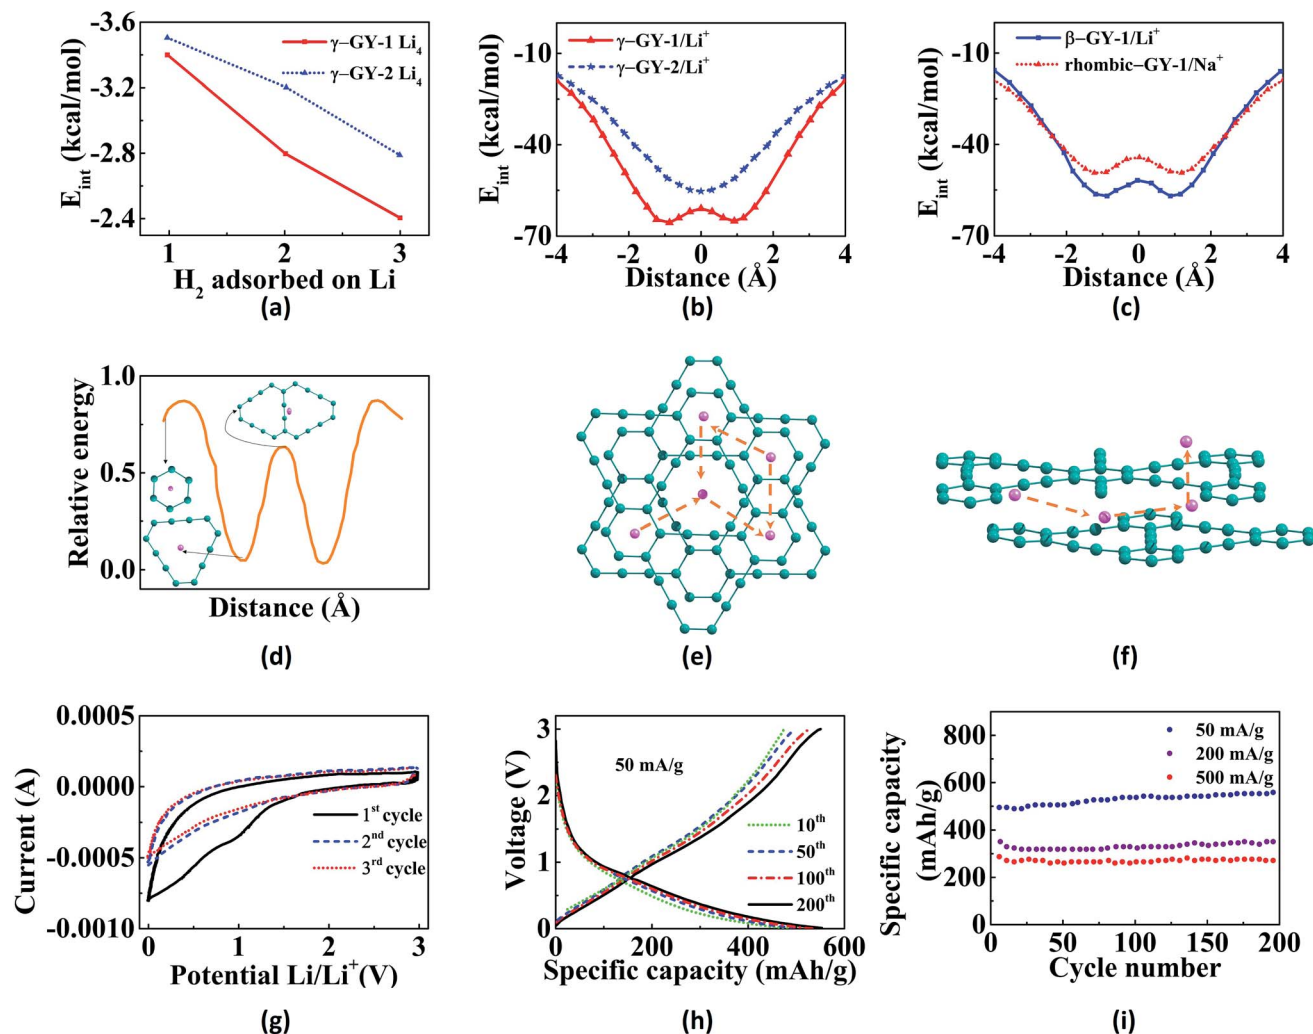 -3.6
-3.2
-2.8
-2.4
E_int (kcal/mol)
γ−GY-1 Li₄
γ−GY-2 Li₄
1 2 3
H₂ adsorbed on Li
(a)
-10
-40
-70
E_int (kcal/mol)
γ−GY-1/Li⁺
γ−GY-2/Li⁺
-4 -2 0 2 4
Distance (Å)
(b)
-10
-40
-70
E_int (kcal/mol)
β−GY-1/Li⁺
rhombic−GY-1/Na⁺
-4 -2 0 2 4
Distance (Å)
(c)
1.0
0.5
0.0
Relative energy
Distance (Å)
(d)
(e)
(f)
0.0005
0.0000
-0.0005
-0.0010
Current (A)
1ˢᵗ cycle
2ⁿᵈ cycle
3ʳᵈ cycle
0 1 2 3
Potential Li/Li⁺(V)
(g)
3
2
1
0
Voltage (V)
50 mA/g
10ᵗʰ
50ᵗʰ
100ᵗʰ
200ᵗʰ
0 200 400 600
Specific capacity (mAh/g)
(h)
800
600
400
200
0
Specific capacity
(mAh/g)
50 mA/g
200 mA/g
500 mA/g
0 50 100 150 200
Cycle number
(i)